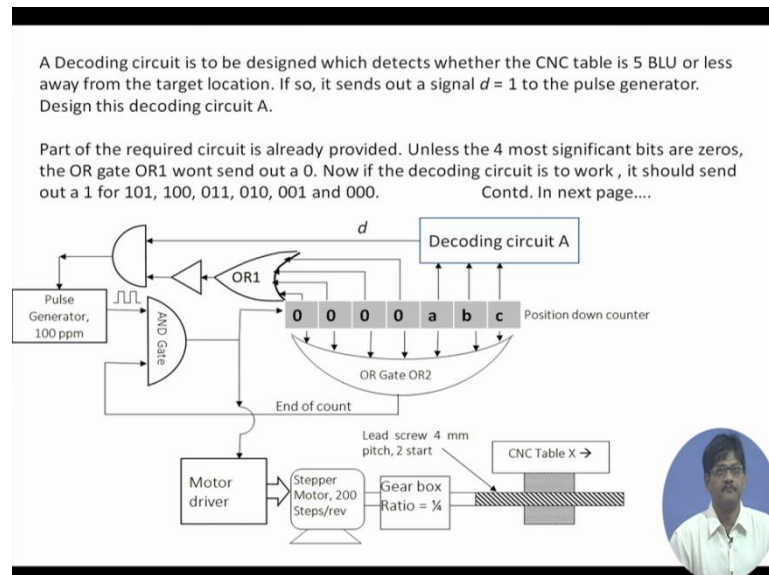 A Decoding circuit is to be designed which detects whether the CNC table is 5 BLU or less
away from the target location. If so, it sends out a signal d = 1 to the pulse generator.
Design this decoding circuit A.
Part of the required circuit is already provided. Unless the 4 most significant bits are zeros,
the OR gate OR1 wont send out a 0. Now if the decoding circuit is to work , it should send
out a 1 for 101, 100, 011, 010, 001 and 000. Contd. In next page....
d
Decoding circuit A
OR1
Pulse
Generator,
100 ppm
AND Gate
0 0 0 0 a b c
Position down counter
OR Gate OR2
End of count
Lead screw 4 mm
pitch, 2 start
CNC Table X →
Motor
driver
Stepper
Motor, 200
Steps/rev
Gear box
Ratio = ¼